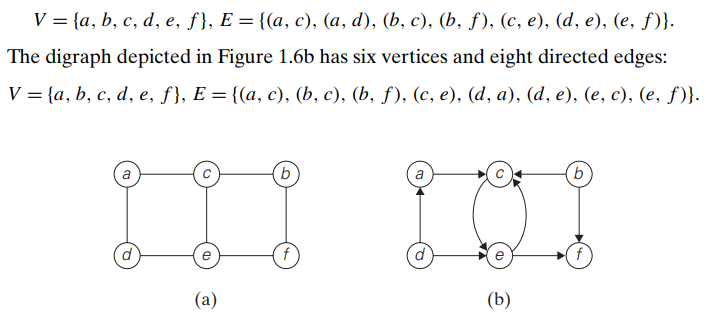 V = {a, b, c, d, e, f}, E = {(a, c), (a, d), (b, c), (b, f), (c, e), (d, e), (e, f)}.
The digraph depicted in Figure 1.6b has six vertices and eight directed edges:
V = {a, b, c, d, e, f}, E = {(a, c), (b, c), (b, f), (c, e), (d, a), (d, e), (e, c), (e, f)}.
a c b a c b
d e f d e f
(a) (b)